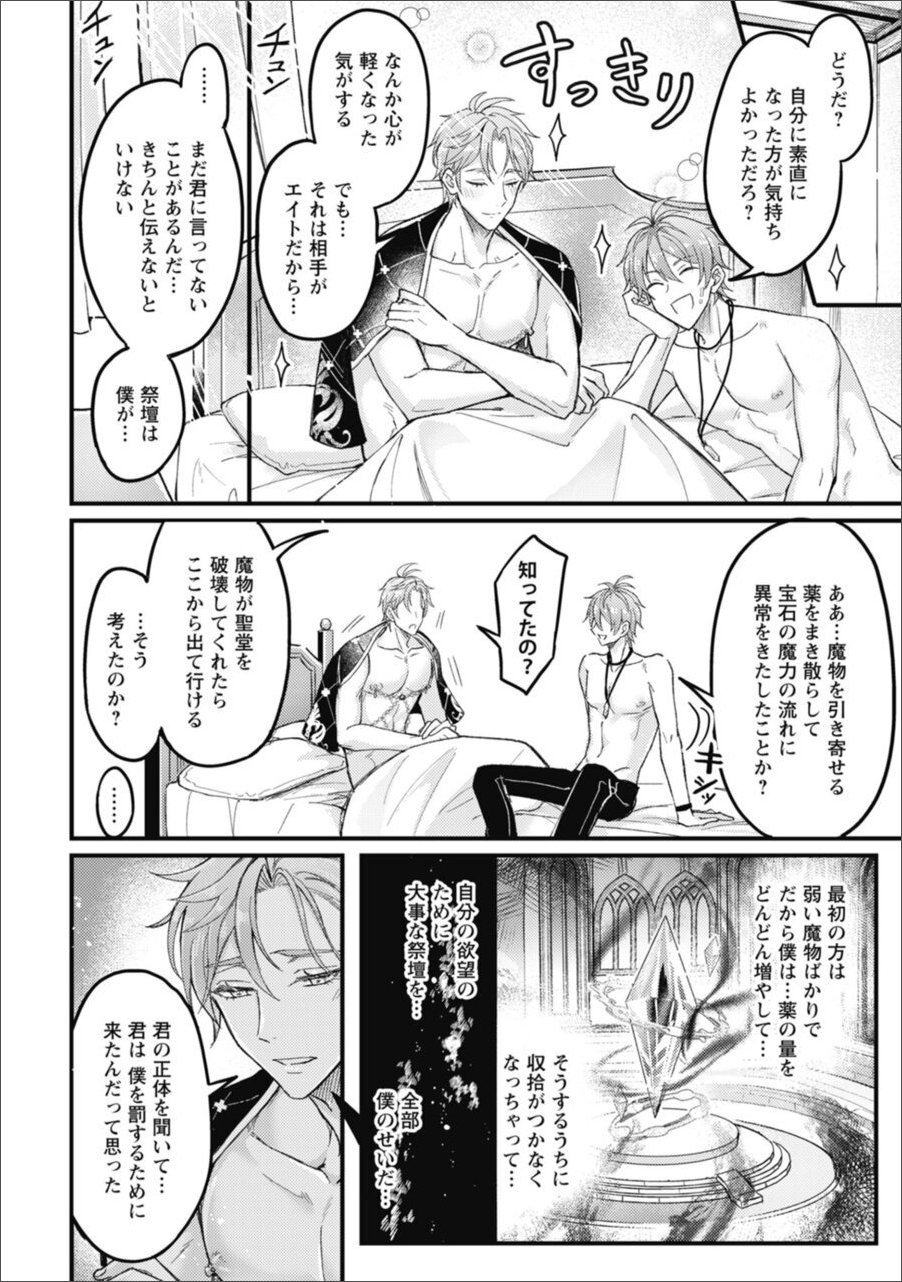 どうだ?
自分に素直に
なった方が気持ち
よかっただろ?
すっきり
なんか心が
軽くなった
気がする
でも…
それは相手が
エイトだから…
チュン
チュン
……
まだ君に言ってない
ことがあるんだ…
きちんと伝えないと
いけない
祭壇は
僕が…
ああ…魔物を引き寄せる
薬をまき散らして
宝石の魔力の流れに
異常をきたしたことか?
ギシッ
知ってたの?
魔物が聖堂を
破壊してくれたら
ここから出て行ける
…そう
考えたのか?
……
最初の方は
弱い魔物ばかりで
だから僕は…薬の量を
どんどん増やして…
そうするうちに
収拾がつかなく
なっちゃって…
自分の欲望の
ために
大事な祭壇を…
全部
僕のせいだ…
君の正体を聞いて…
君は 僕を罰するために
来たんだって思った